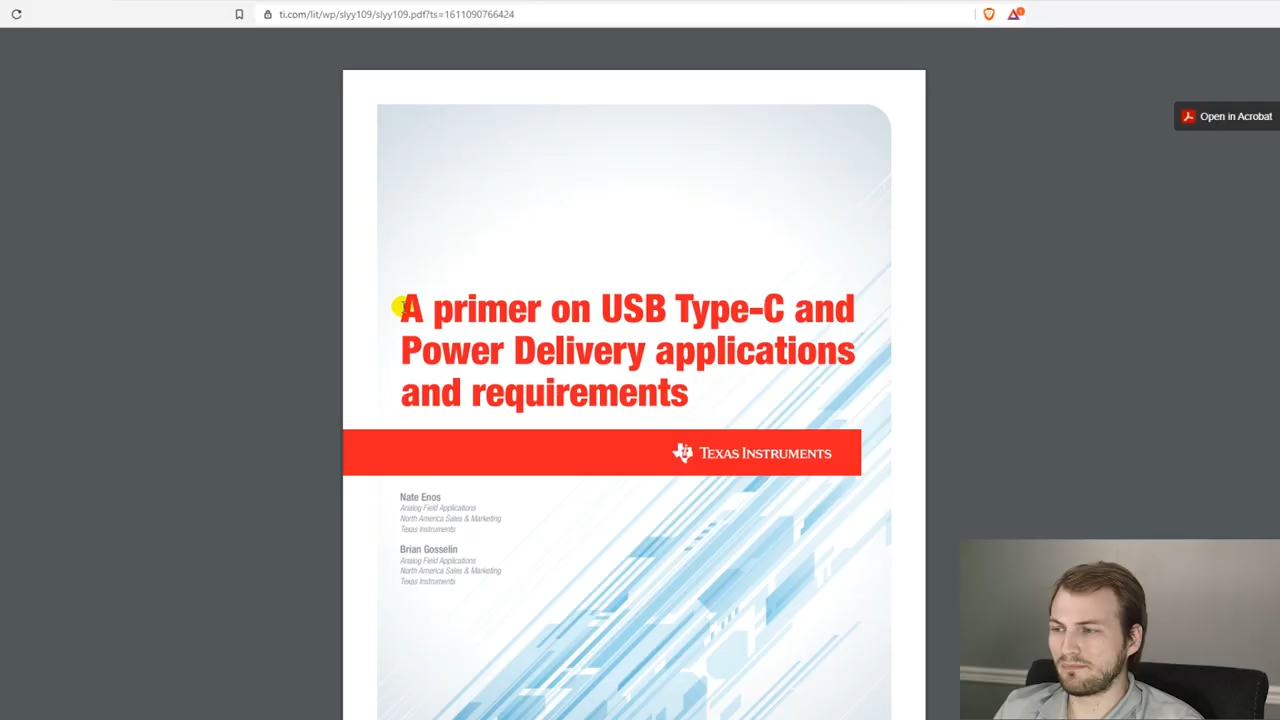 ti.com/lit/wp/slyy109/slyy109.pdf?ts=1611090766424
Open in Acrobat
A primer on USB Type-C and
Power Delivery applications
and requirements
TEXAS INSTRUMENTS
Nate Enos
Analog Field Applications
North America Sales & Marketing
Texas Instruments
Brian Gosselin
Analog Field Applications
North America Sales & Marketing
Texas Instruments